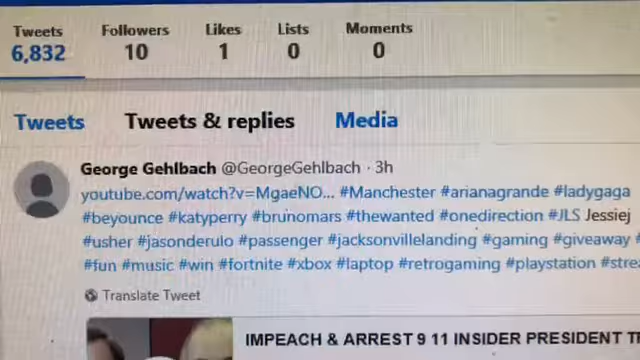 Tweets Followers Likes Lists Moments
6,832 10 1 0 0
Tweets Tweets & replies Media
George Gehlbach @GeorgeGehlbach · 3h
youtube.com/watch?v=MgaeNO... #Manchester #arianagrande #ladygaga
#beyounce #katyperry #brunomars #thewanted #onedirection #JLS Jessiej
#usher #jasonderulo #passenger #jacksonvillelanding #gaming #giveaway #
#fun #music #win #fortnite #xbox #laptop #retrogaming #playstation #strea
Translate Tweet
IMPEACH & ARREST 9 11 INSIDER PRESIDENT